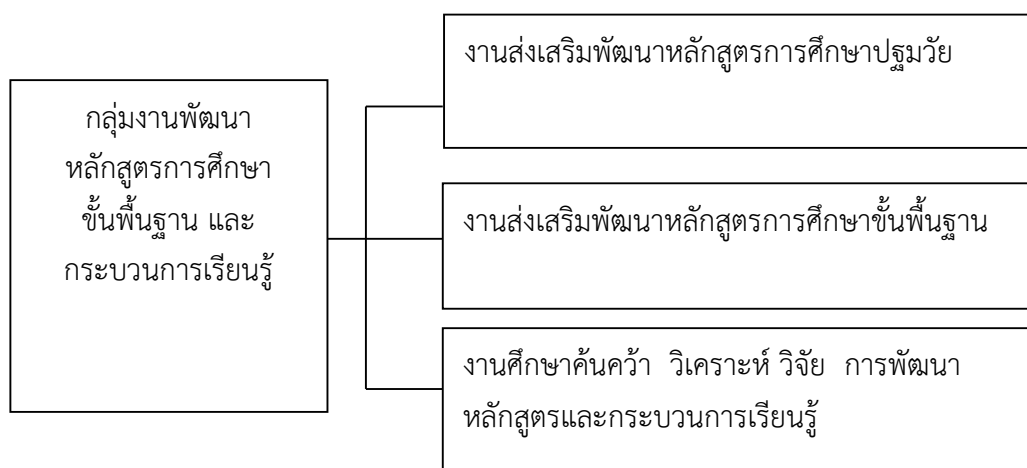 กลุ่มงานพัฒนา
หลักสูตรการศึกษา
ขั้นพื้นฐาน และ
กระบวนการเรียนรู้
งานส่งเสริมพัฒนาหลักสูตรการศึกษาปฐมวัย
งานส่งเสริมพัฒนาหลักสูตรการศึกษาขั้นพื้นฐาน
งานศึกษาค้นคว้า วิเคราะห์ วิจัย การพัฒนา
หลักสูตรและกระบวนการเรียนรู้